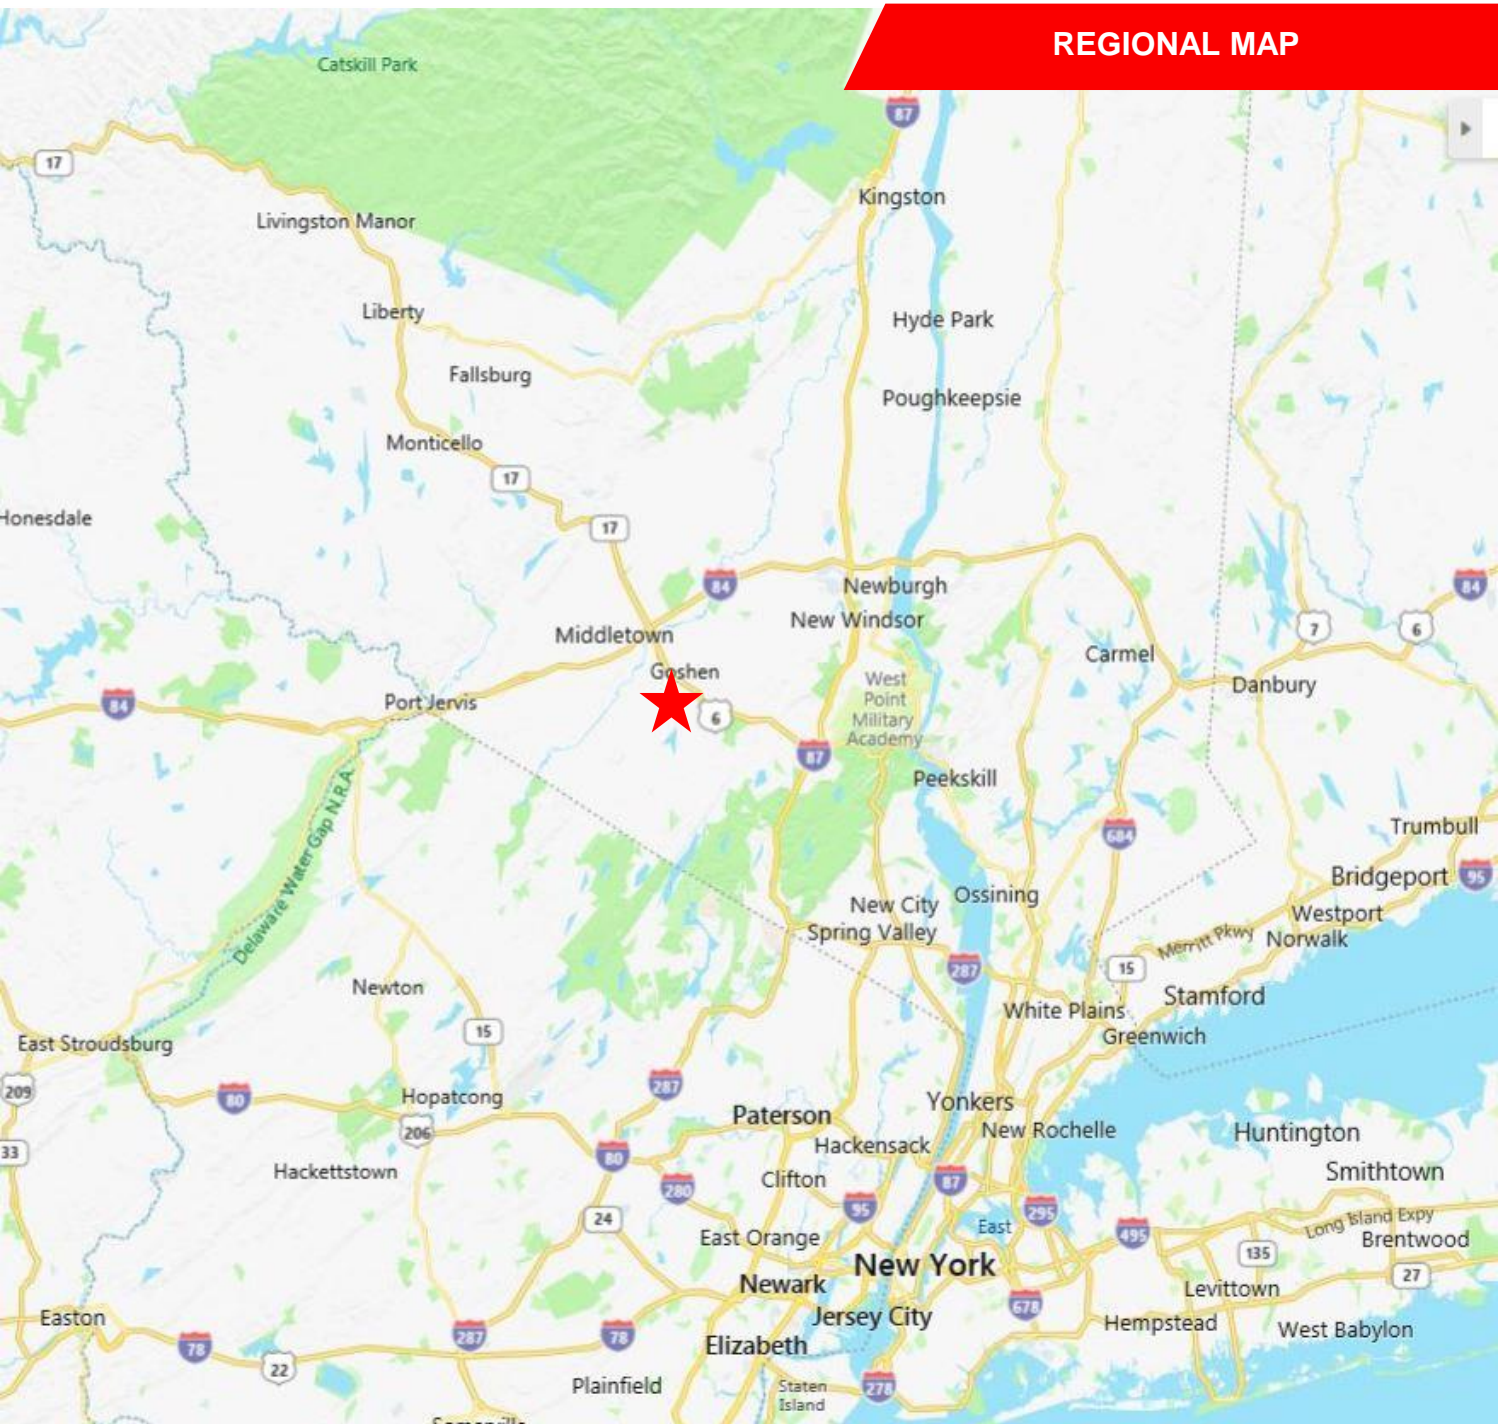 REGIONAL MAP
Catskill Park
87
17
Kingston
Livingston Manor
Liberty
Hyde Park
Fallsburg
Poughkeepsie
Monticello
17
Honesdale
17
84
Newburgh
84
New Windsor
7
6
Middletown
Carmel
Goshen
West
Point
Military
Academy
Danbury
84
Port Jervis
6
87
Peekskill
Delaware Water Gap N.R.A.
684
Trumbull
Bridgeport
95
New City
Ossining
Westport
Spring Valley
Merritt Pkwy
Norwalk
287
15
Newton
Stamford
White Plains
15
Greenwich
East Stroudsburg
209
80
287
Hopatcong
Paterson
Yonkers
206
New Rochelle
Huntington
33
80
Hackensack
Hackettstown
Clifton
Smithtown
280
87
95
295
24
East
495
Long Island Expy
East Orange
Brentwood
135
New York
27
Newark
Levittown
678
Easton
Jersey City
Hempstead
287
78
West Babylon
78
Elizabeth
22
Plainfield
Staten
Island
278